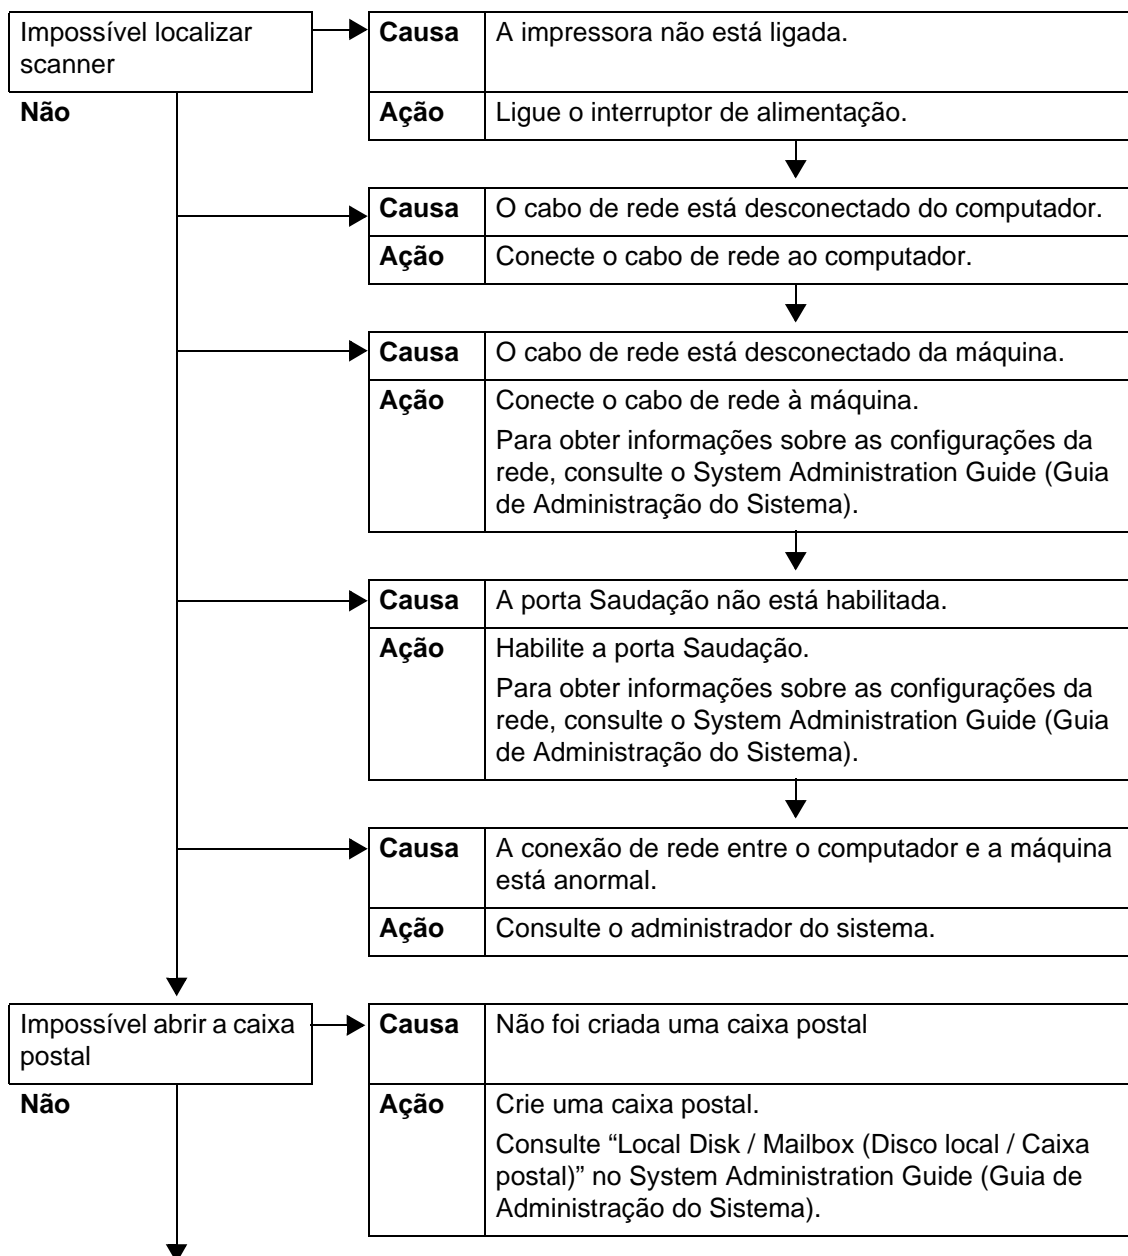 Impossível localizar
scanner
Causa
A impressora não está ligada.
Não
Ação
Ligue o interruptor de alimentação.
Causa
O cabo de rede está desconectado do computador.
Ação
Conecte o cabo de rede ao computador.
Causa
O cabo de rede está desconectado da máquina.
Ação
Conecte o cabo de rede à máquina.
Para obter informações sobre as configurações da
rede, consulte o System Administration Guide (Guia
de Administração do Sistema).
Causa
A porta Saudação não está habilitada.
Ação
Habilite a porta Saudação.
Para obter informações sobre as configurações da
rede, consulte o System Administration Guide (Guia
de Administração do Sistema).
Causa
A conexão de rede entre o computador e a máquina
está anormal.
Ação
Consulte o administrador do sistema.
Impossível abrir a caixa
postal
Causa
Não foi criada uma caixa postal
Não
Ação
Crie uma caixa postal.
Consulte “Local Disk / Mailbox (Disco local / Caixa
postal)” no System Administration Guide (Guia de
Administração do Sistema).